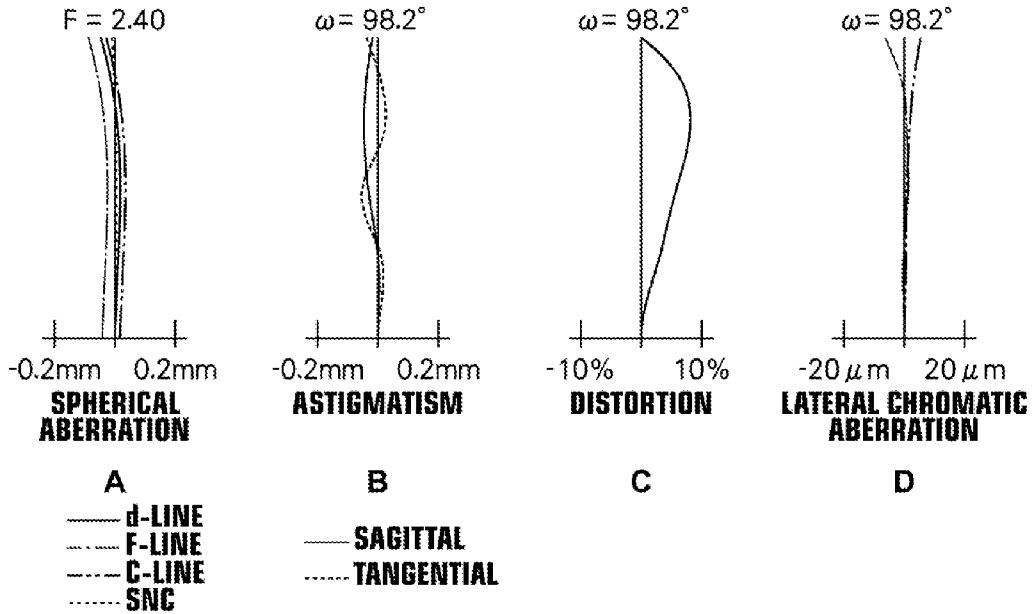 F = 2.40
ω = 98.2°
ω = 98.2°
ω = 98.2°
-0.2mm 0.2mm
-0.2mm 0.2mm
-10% 10%
-20 μm 20 μm
SPHERICAL
ABERRATION
ASTIGMATISM
DISTORTION
LATERAL CHROMATIC
ABERRATION
A
B
C
D
d-LINE
F-LINE
C-LINE
SNC
SAGITTAL
TANGENTIAL